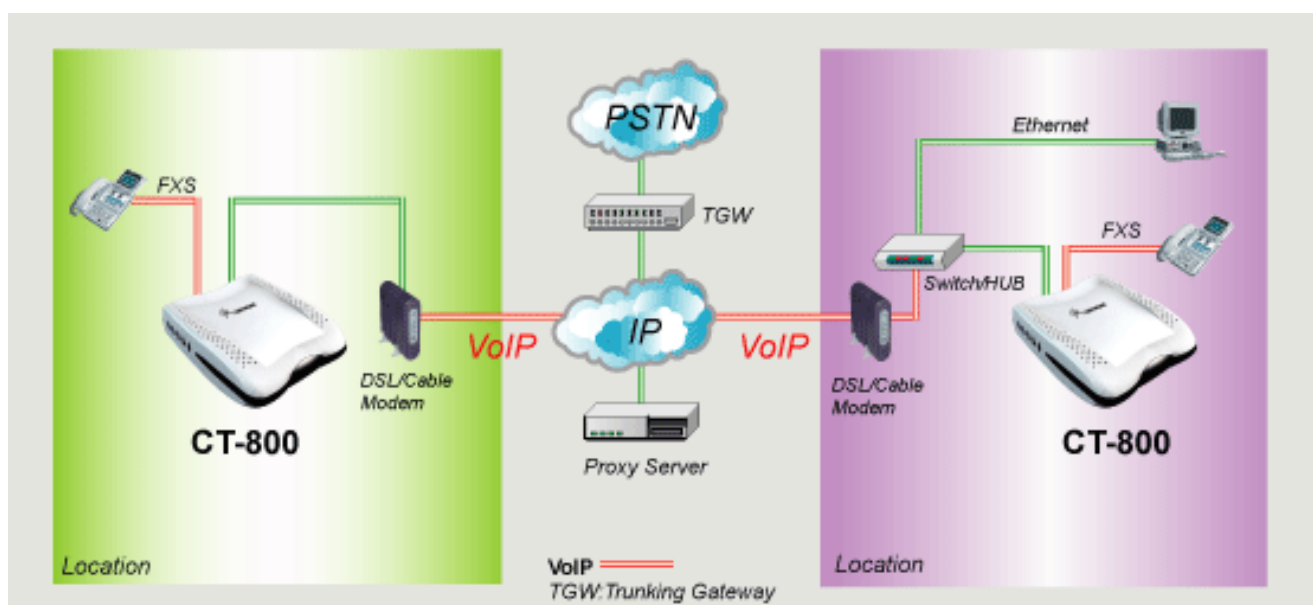 PSTN
Ethernet
FXS
TGW
FXS
Switch/HUB
IP
VoIP
VoIP
DSL/Cable
Modem
DSL/Cable
Modem
CT-800
CT-800
Proxy Server
Location
VoIP
TGW:Trunking Gateway
Location